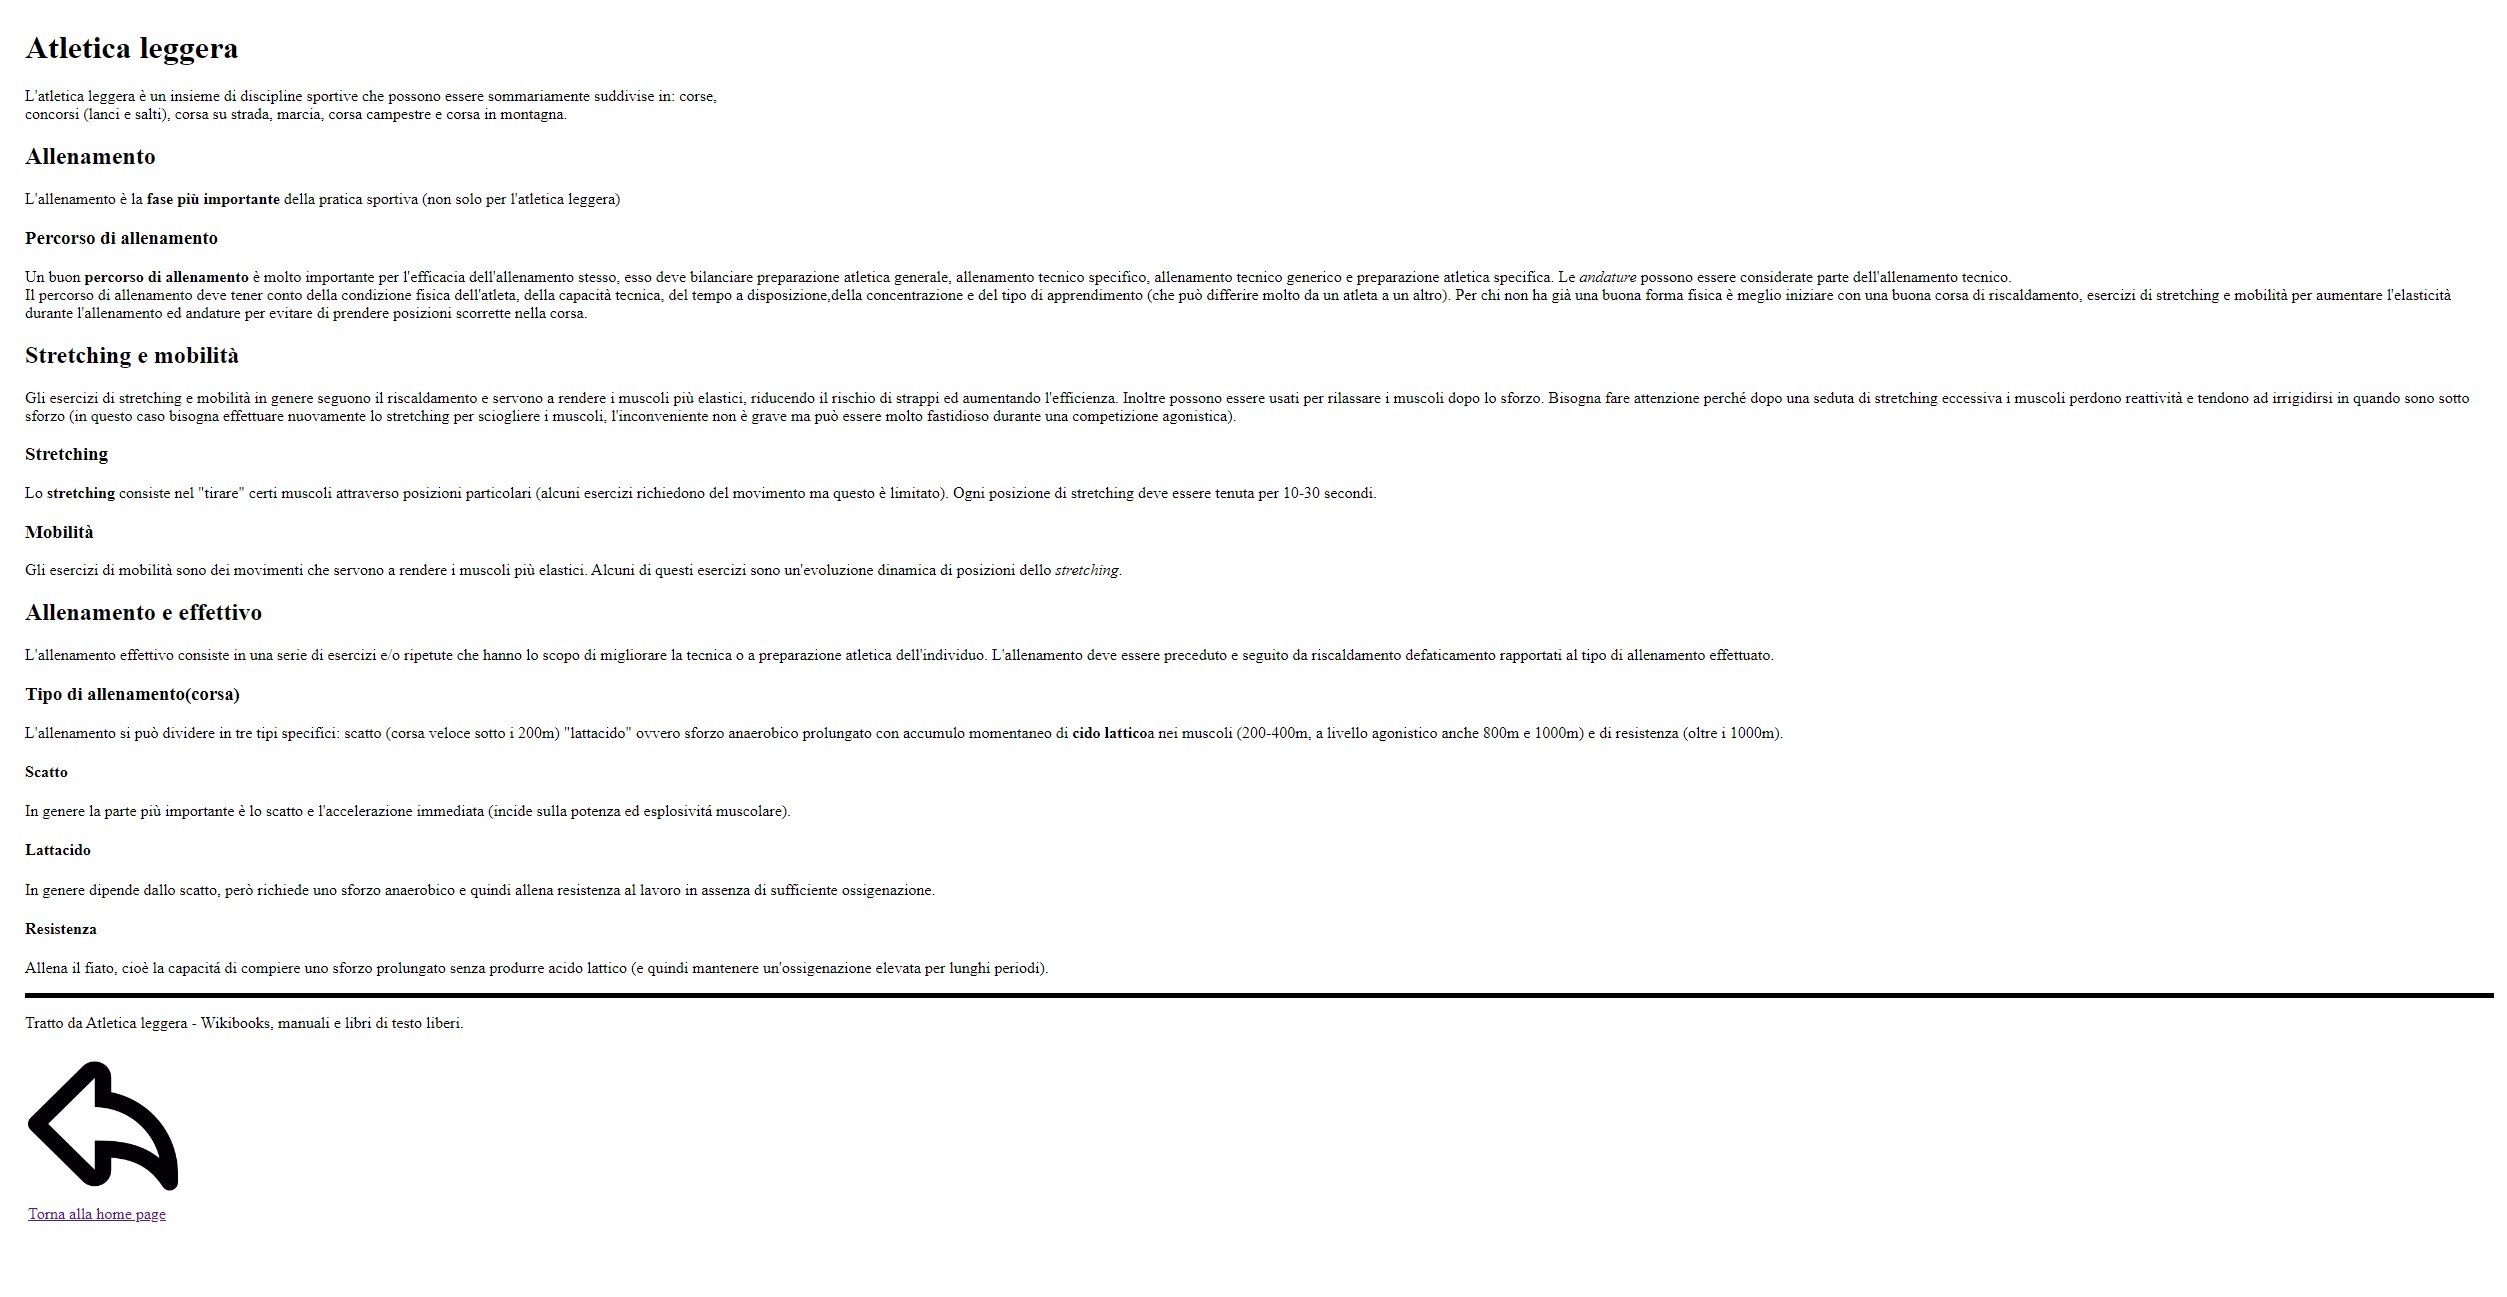 Atletica leggera
L'atletica leggera è un insieme di discipline sportive che possono essere sommariamente suddivise in: corse,
concorsi (lanci e salti), corsa su strada, marcia, corsa campestre e corsa in montagna.
Allenamento
L'allenamento è la fase più importante della pratica sportiva (non solo per l'atletica leggera)
Percorso di allenamento
Un buon percorso di allenamento è molto importante per l'efficacia dell'allenamento stesso, esso deve bilanciare preparazione atletica generale, allenamento tecnico specifico, allenamento tecnico generico e preparazione atletica specifica. Le andature possono essere considerate parte dell'allenamento tecnico.
Il percorso di allenamento deve tener conto della condizione fisica dell'atleta, della capacità tecnica, del tempo a disposizione,della concentrazione e del tipo di apprendimento (che può differire molto da un atleta a un altro). Per chi non ha già una buona forma fisica è meglio iniziare con una buona corsa di riscaldamento, esercizi di stretching e mobilità per aumentare l'elasticità
durante l'allenamento ed andature per evitare di prendere posizioni scorrette nella corsa.
Stretching e mobilità
Gli esercizi di stretching e mobilità in genere seguono il riscaldamento e servono a rendere i muscoli più elastici, riducendo il rischio di strappi ed aumentando l'efficienza. Inoltre possono essere usati per rilassare i muscoli dopo lo sforzo. Bisogna fare attenzione perché dopo una seduta di stretching eccessiva i muscoli perdono reattività e tendono ad irrigidirsi in quando sono sotto
sforzo (in questo caso bisogna effettuare nuovamente lo stretching per sciogliere i muscoli, l'inconveniente non è grave ma può essere molto fastidioso durante una competizione agonistica).
Stretching
Lo stretching consiste nel "tirare" certi muscoli attraverso posizioni particolari (alcuni esercizi richiedono del movimento ma questo è limitato). Ogni posizione di stretching deve essere tenuta per 10-30 secondi.
Mobilità
Gli esercizi di mobilità sono dei movimenti che servono a rendere i muscoli più elastici. Alcuni di questi esercizi sono un'evoluzione dinamica di posizioni dello stretching.
Allenamento e effettivo
L'allenamento effettivo consiste in una serie di esercizi e/o ripetute che hanno lo scopo di migliorare la tecnica o a preparazione atletica dell'individuo. L'allenamento deve essere preceduto e seguito da riscaldamento defaticamento rapportati al tipo di allenamento effettuato.
Tipo di allenamento(corsa)
L'allenamento si può dividere in tre tipi specifici: scatto (corsa veloce sotto i 200m) "lattacido" ovvero sforzo anaerobico prolungato con accumulo momentaneo di cido latticoa nei muscoli (200-400m, a livello agonistico anche 800m e 1000m) e di resistenza (oltre i 1000m).
Scatto
In genere la parte più importante è lo scatto e l'accelerazione immediata (incide sulla potenza ed esplosivitá muscolare).
Lattacido
In genere dipende dallo scatto, però richiede uno sforzo anaerobico e quindi allena resistenza al lavoro in assenza di sufficiente ossigenazione.
Resistenza
Allena il fiato, cioè la capacitá di compiere uno sforzo prolungato senza produrre acido lattico (e quindi mantenere un'ossigenazione elevata per lunghi periodi).
Tratto da Atletica leggera - Wikibooks, manuali e libri di testo liberi.
Torna alla home page